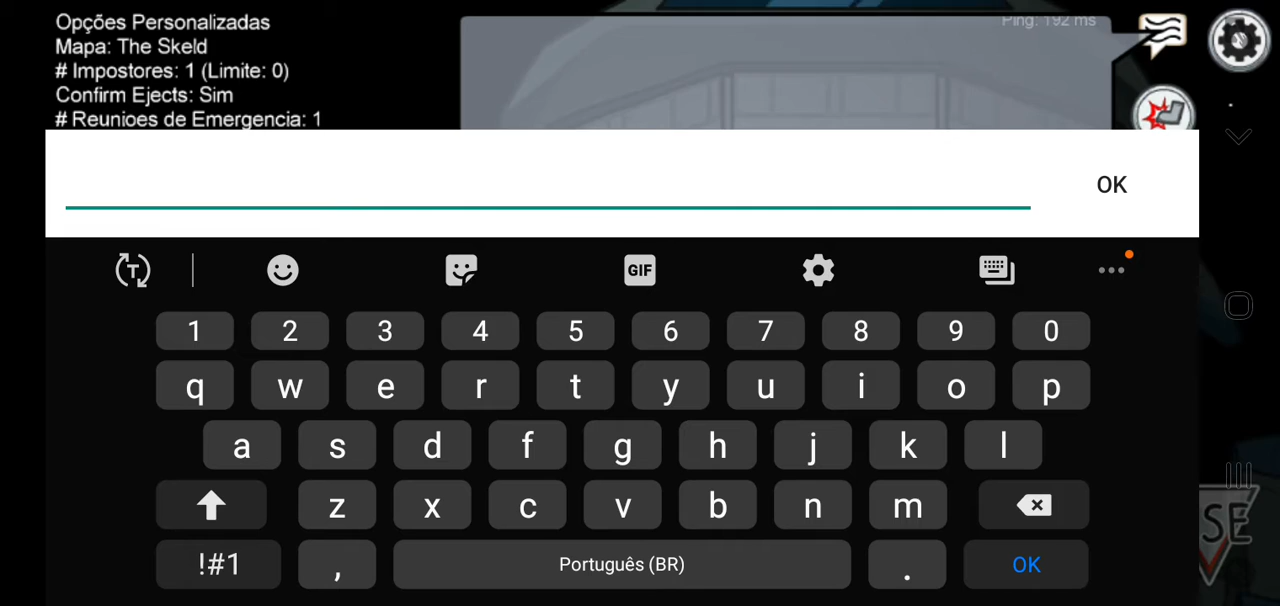 Opções Personalizadas
Ping: 192 ms
Mapa: The Skeld
# Impostores: 1 (Limite: 0)
Confirm Ejects: Sim
# Reunioes de Emergencia: 1
OK
T
GIF
1 2 3 4 5 6 7 8 9 0
q w e r t y u i o p
a s d f g h j k l
z x c v b n m
SE
!#1 , Português (BR) . OK